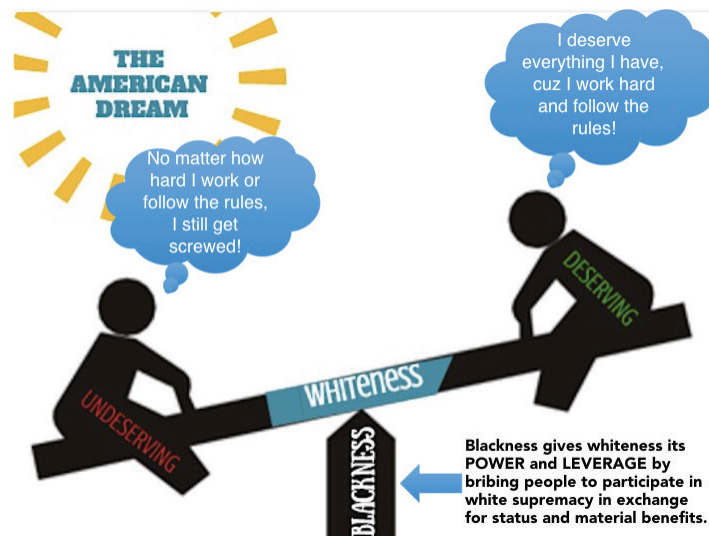 THE
AMERICAN
DREAM
I deserve
everything I have,
cuz I work hard
and follow the
rules!
No matter how
hard I work or
follow the rules,
I still get
screwed!
DESERVING
WHITENESS
UNDESERVING
BLACKNESS
Blackness gives whiteness its
POWER and LEVERAGE by
bribing people to participate in
white supremacy in exchange
for status and material benefits.